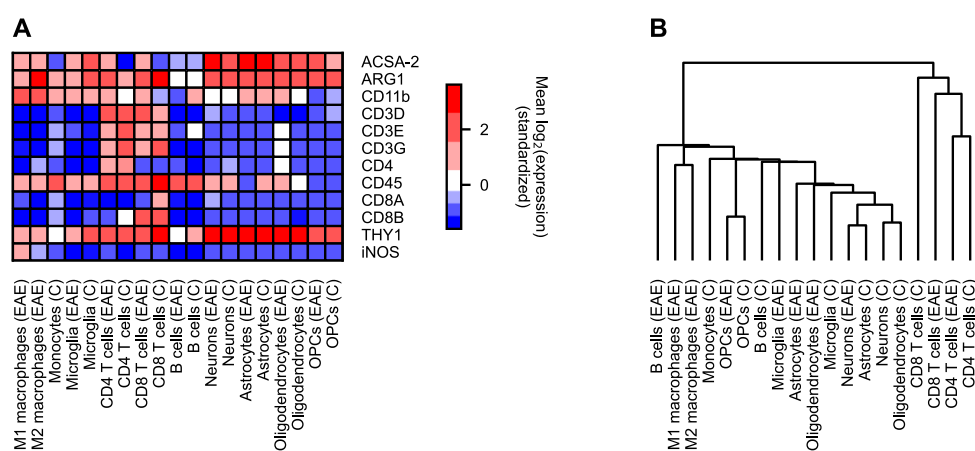 A
ACSA-2
ARG1
CD11b
CD3D
CD3E
CD3G
CD4
CD45
CD8A
CD8B
THY1
iNOS
M1 macrophages (EAE)
M2 macrophages (EAE)
Monocytes (C)
Microglia (EAE)
Microglia (C)
CD4 T cells (EAE)
CD4 T cells (C)
CD8 T cells (EAE)
CD8 T cells (C)
B cells (EAE)
B cells (C)
Neurons (EAE)
Neurons (C)
Astrocytes (EAE)
Astrocytes (C)
Oligodendrocytes (EAE)
Oligodendrocytes (C)
OPCs (EAE)
OPCs (C)
2
0
Mean log2(expression)
(standardized)
B
B cells (EAE)
M1 macrophages (EAE)
M2 macrophages (EAE)
Monocytes (C)
OPCs (EAE)
OPCs (C)
B cells (C)
Microglia (EAE)
Astrocytes (EAE)
Oligodendrocytes (EAE)
Microglia (C)
Neurons (EAE)
Astrocytes (C)
Neurons (C)
Oligodendrocytes (C)
CD8 T cells (C)
CD8 T cells (EAE)
CD4 T cells (EAE)
CD4 T cells (C)